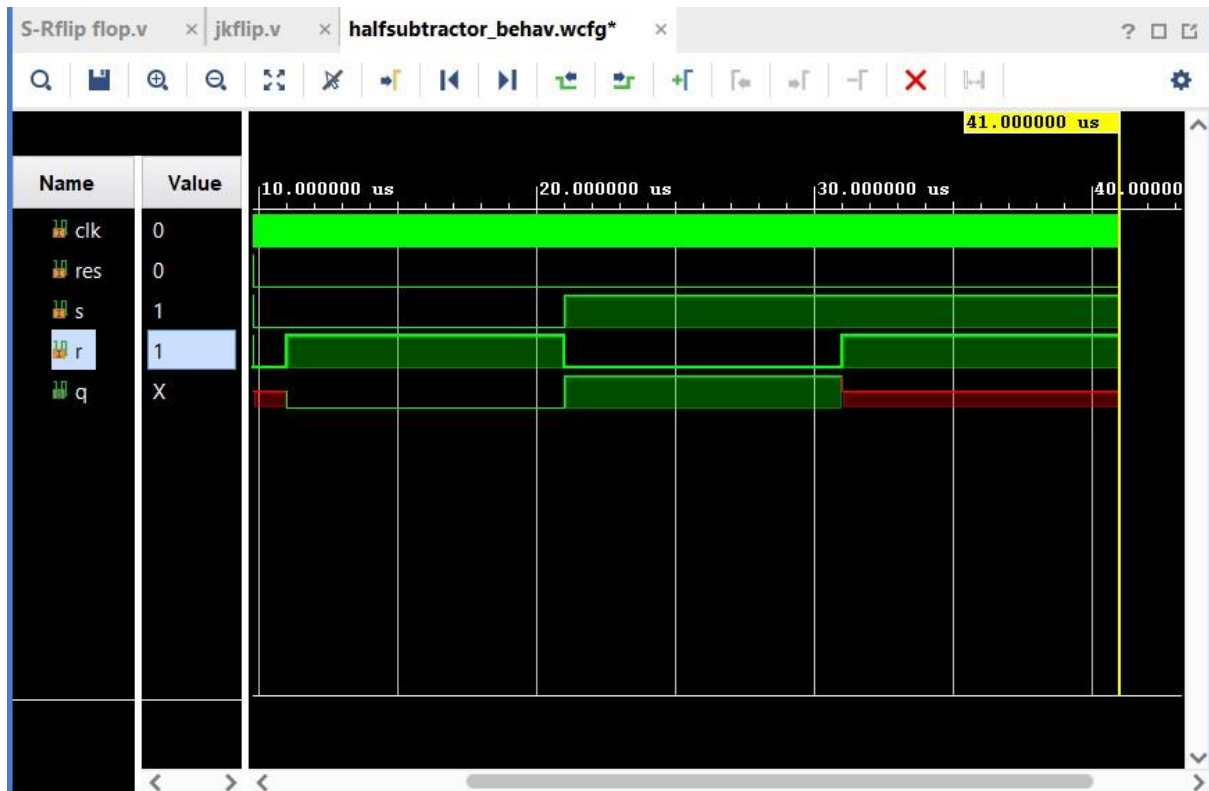 S-Rflip flop.v × jkflip.v × halfsubtractor_behav.wcfg* × ?
41.000000 us
Name Value 10.000000 us 20.000000 us 30.000000 us 40.00000
clk 0
res 0
s 1
r 1
q X